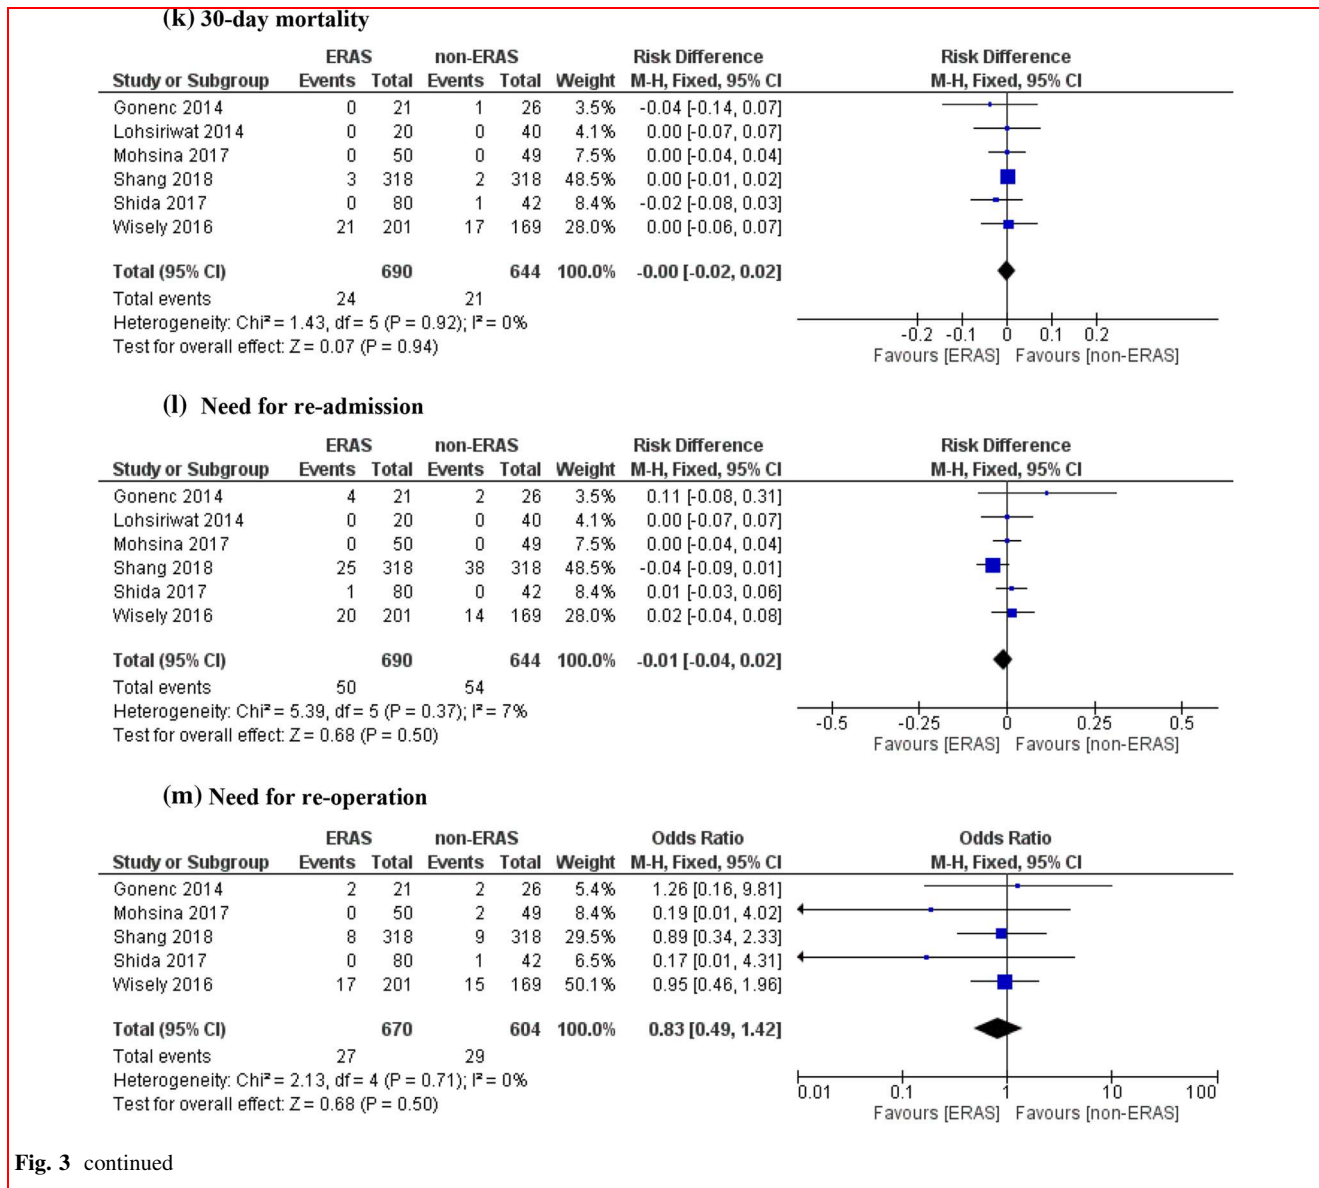 (k) 30-day mortality
ERAS non-ERAS Risk Difference Risk Difference
Study or Subgroup Events Total Events Total Weight M-H, Fixed, 95% CI M-H, Fixed, 95% CI
Gonenc 2014 0 21 1 26 3.5% -0.04 [-0.14, 0.07]
Lohsiriwat 2014 0 20 0 40 4.1% 0.00 [-0.07, 0.07]
Mohsina 2017 0 50 0 49 7.5% 0.00 [-0.04, 0.04]
Shang 2018 3 318 2 318 48.5% 0.00 [-0.01, 0.02]
Shida 2017 0 80 1 42 8.4% -0.02 [-0.08, 0.03]
Wisely 2016 21 201 17 169 28.0% 0.00 [-0.06, 0.07]
Total (95% CI) 690 644 100.0% -0.00 [-0.02, 0.02]
Total events 24 21
Heterogeneity: Chi² = 1.43, df = 5 (P = 0.92); I² = 0%
Test for overall effect: Z = 0.07 (P = 0.94)
-0.2 -0.1 0 0.1 0.2
Favours [ERAS] Favours [non-ERAS]
(l) Need for re-admission
ERAS non-ERAS Risk Difference Risk Difference
Study or Subgroup Events Total Events Total Weight M-H, Fixed, 95% CI M-H, Fixed, 95% CI
Gonenc 2014 4 21 2 26 3.5% 0.11 [-0.08, 0.31]
Lohsiriwat 2014 0 20 0 40 4.1% 0.00 [-0.07, 0.07]
Mohsina 2017 0 50 0 49 7.5% 0.00 [-0.04, 0.04]
Shang 2018 25 318 38 318 48.5% -0.04 [-0.09, 0.01]
Shida 2017 1 80 0 42 8.4% 0.01 [-0.03, 0.06]
Wisely 2016 20 201 14 169 28.0% 0.02 [-0.04, 0.08]
Total (95% CI) 690 644 100.0% -0.01 [-0.04, 0.02]
Total events 50 54
Heterogeneity: Chi² = 5.39, df = 5 (P = 0.37); I² = 7%
Test for overall effect: Z = 0.68 (P = 0.50)
-0.5 -0.25 0 0.25 0.5
Favours [ERAS] Favours [non-ERAS]
(m) Need for re-operation
ERAS non-ERAS Odds Ratio Odds Ratio
Study or Subgroup Events Total Events Total Weight M-H, Fixed, 95% CI M-H, Fixed, 95% CI
Gonenc 2014 2 21 2 26 5.4% 1.26 [0.16, 9.81]
Mohsina 2017 0 50 2 49 8.4% 0.19 [0.01, 4.02]
Shang 2018 8 318 9 318 29.5% 0.89 [0.34, 2.33]
Shida 2017 0 80 1 42 6.5% 0.17 [0.01, 4.31]
Wisely 2016 17 201 15 169 50.1% 0.95 [0.46, 1.96]
Total (95% CI) 670 604 100.0% 0.83 [0.49, 1.42]
Total events 27 29
Heterogeneity: Chi² = 2.13, df = 4 (P = 0.71); I² = 0%
Test for overall effect: Z = 0.68 (P = 0.50)
0.01 0.1 1 10 100
Favours [ERAS] Favours [non-ERAS]
Fig. 3 continued